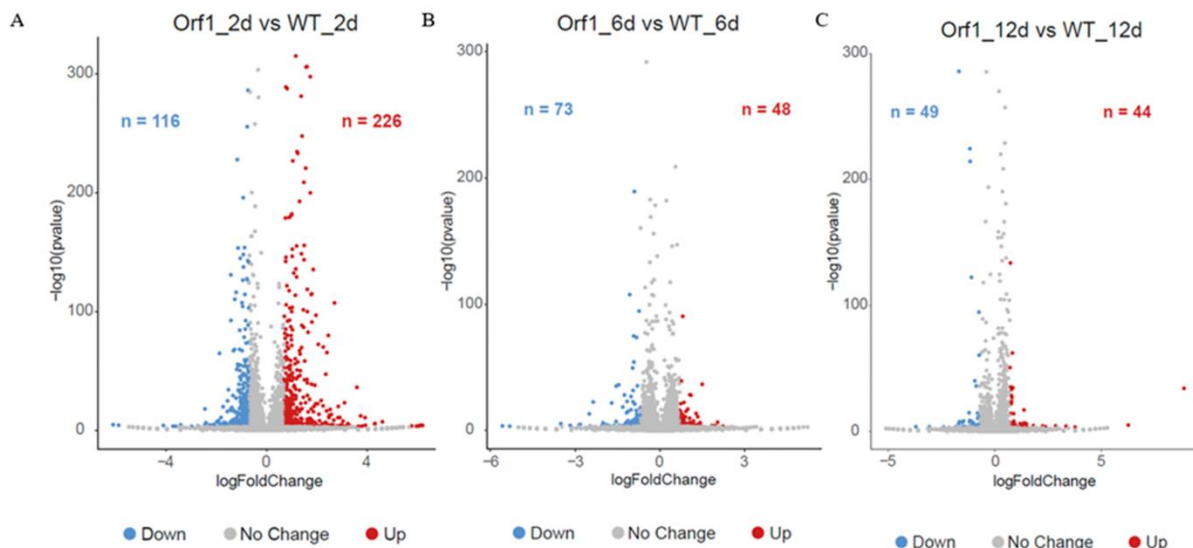 A
Orf1_2d vs WT_2d
300
200
100
0
−log10(pvalue)
n = 116
n = 226
−4
0
4
logFoldChange
Down
No Change
Up
B
Orf1_6d vs WT_6d
300
200
100
0
−log10(pvalue)
n = 73
n = 48
−6
−3
0
3
logFoldChange
Down
No Change
Up
C
Orf1_12d vs WT_12d
300
200
100
0
−log10(pvalue)
n = 49
n = 44
−5
0
5
logFoldChange
Down
No Change
Up